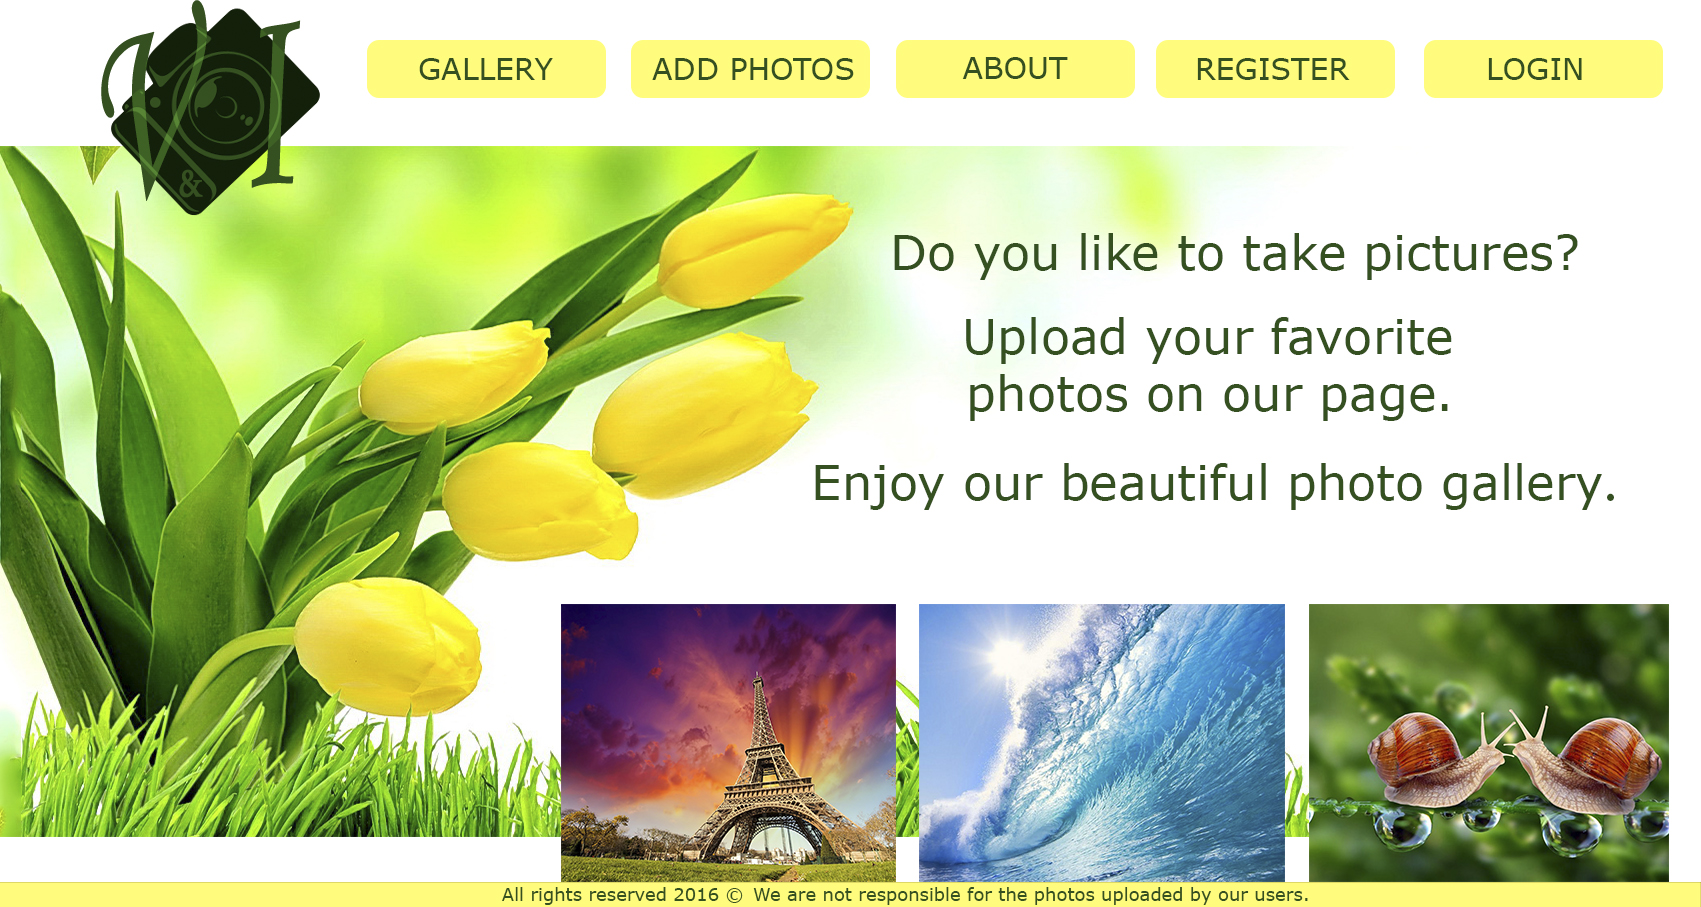 V & I
GALLERY
ADD PHOTOS
ABOUT
REGISTER
LOGIN
Do you like to take pictures?
Upload your favorite
photos on our page.
Enjoy our beautiful photo gallery.
All rights reserved 2016 © We are not responsible for the photos uploaded by our users.